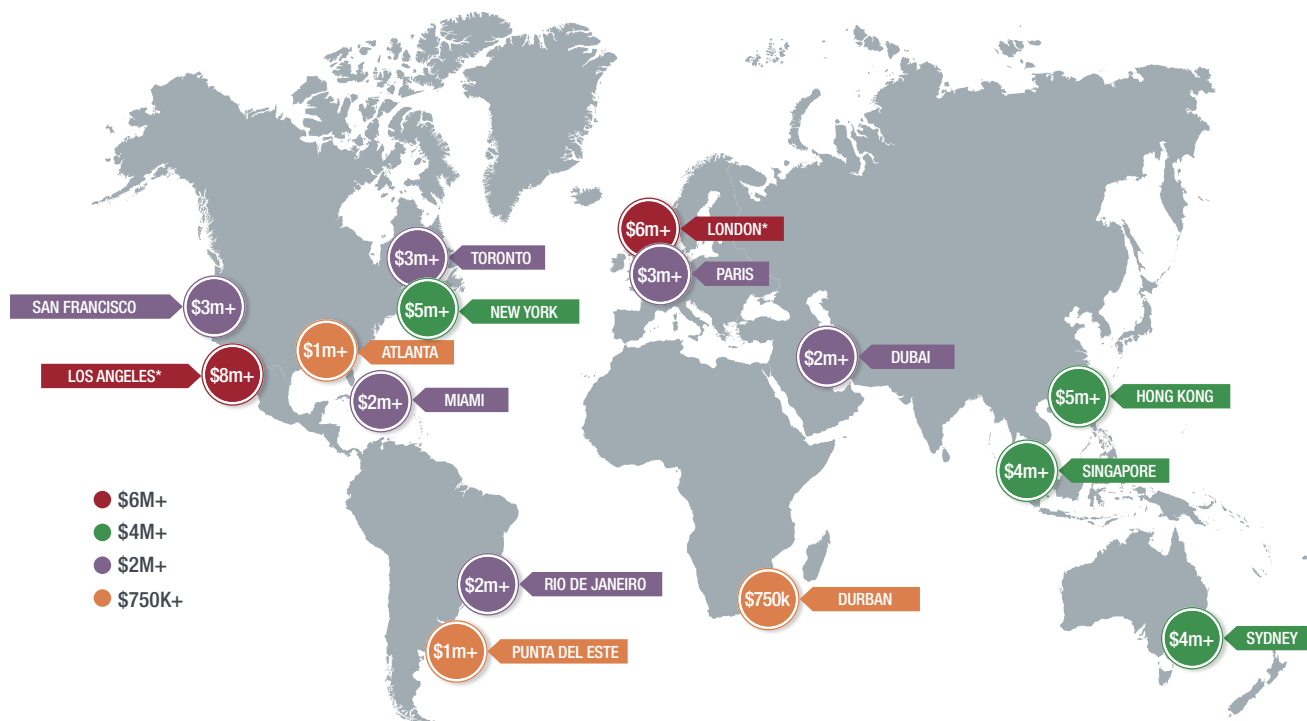 $6m+
LONDON*
$3m+
TORONTO
$3m+
PARIS
SAN FRANCISCO
$3m+
$5m+
NEW YORK
$1m+
ATLANTA
$2m+
DUBAI
LOS ANGELES*
$8m+
$2m+
MIAMI
$5m+
HONG KONG
$4m+
SINGAPORE
$6M+
$4M+
$2M+
$750K+
$2m+
RIO DE JANEIRO
$750k
DURBAN
$4m+
SYDNEY
$1m+
PUNTA DEL ESTE